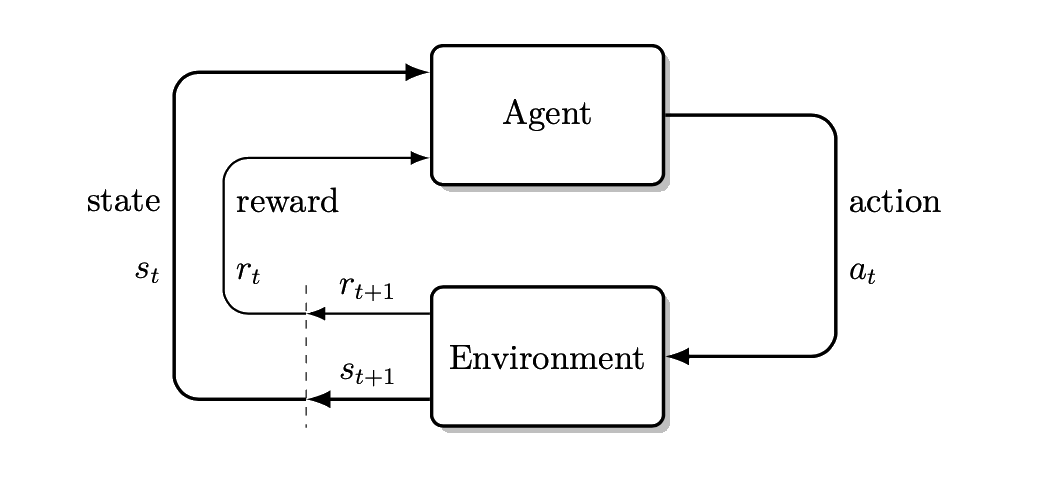 Agent
state
reward
action
s_t
r_t
a_t
r_{t+1}
Environment
s_{t+1}